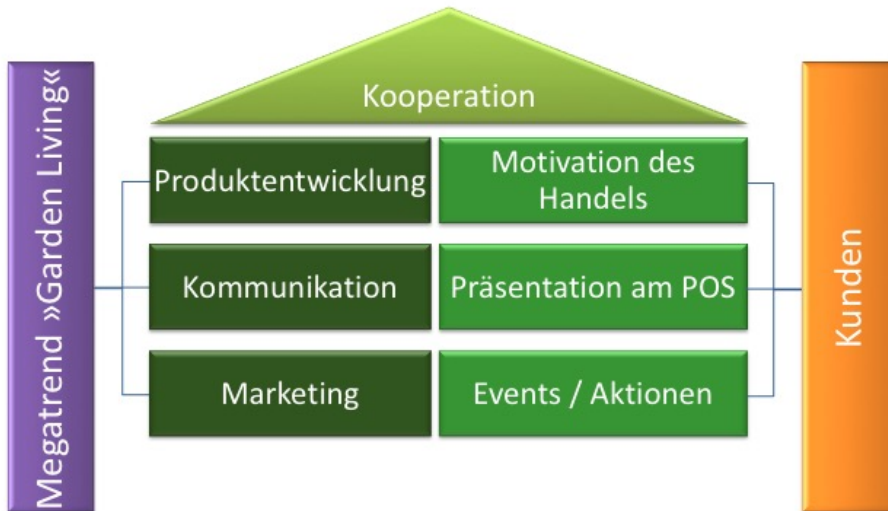 Kooperation
Megatrend »Garden Living«
Produktentwicklung
Motivation des
Handels
Kommunikation
Präsentation am POS
Marketing
Events / Aktionen
Kunden